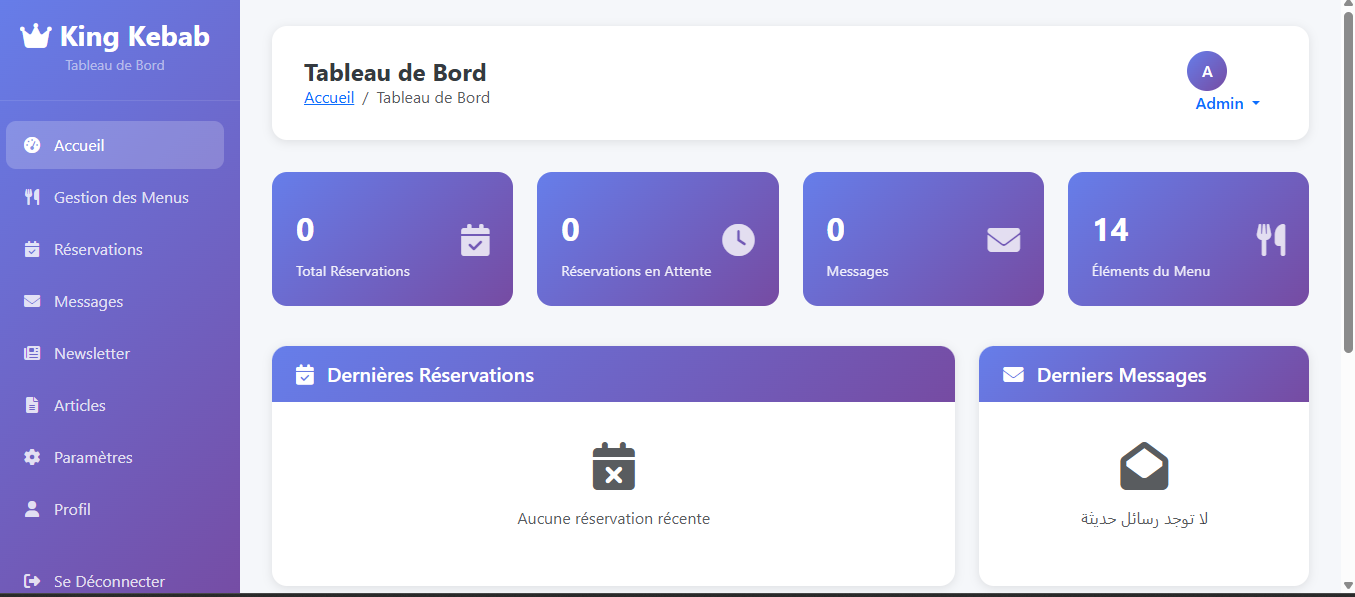 King Kebab
Tableau de Bord
Accueil
Gestion des Menus
Réservations
Messages
Newsletter
Articles
Paramètres
Profil
Se Déconnecter
Tableau de Bord
Accueil / Tableau de Bord
A
Admin
0
Total Réservations
0
Réservations en Attente
0
Messages
14
Éléments du Menu
Dernières Réservations
Aucune réservation récente
Derniers Messages
لا توجد رسائل حديثة